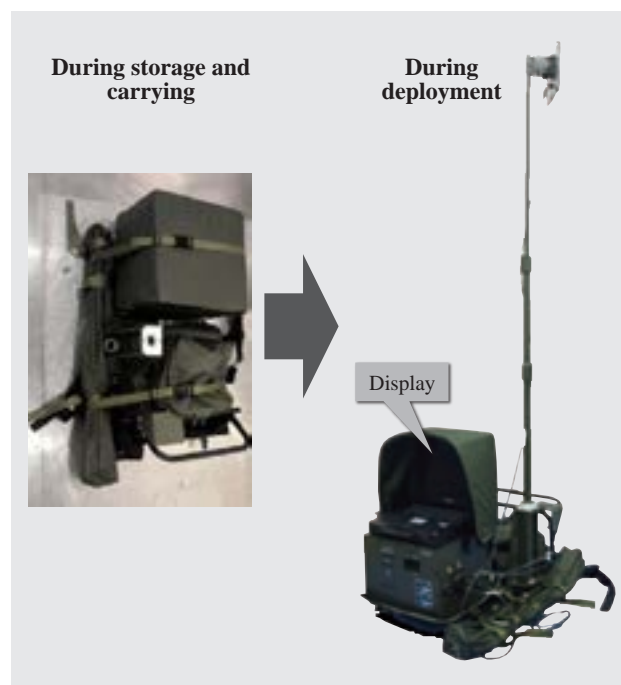 During storage and
carrying
During
deployment
Display